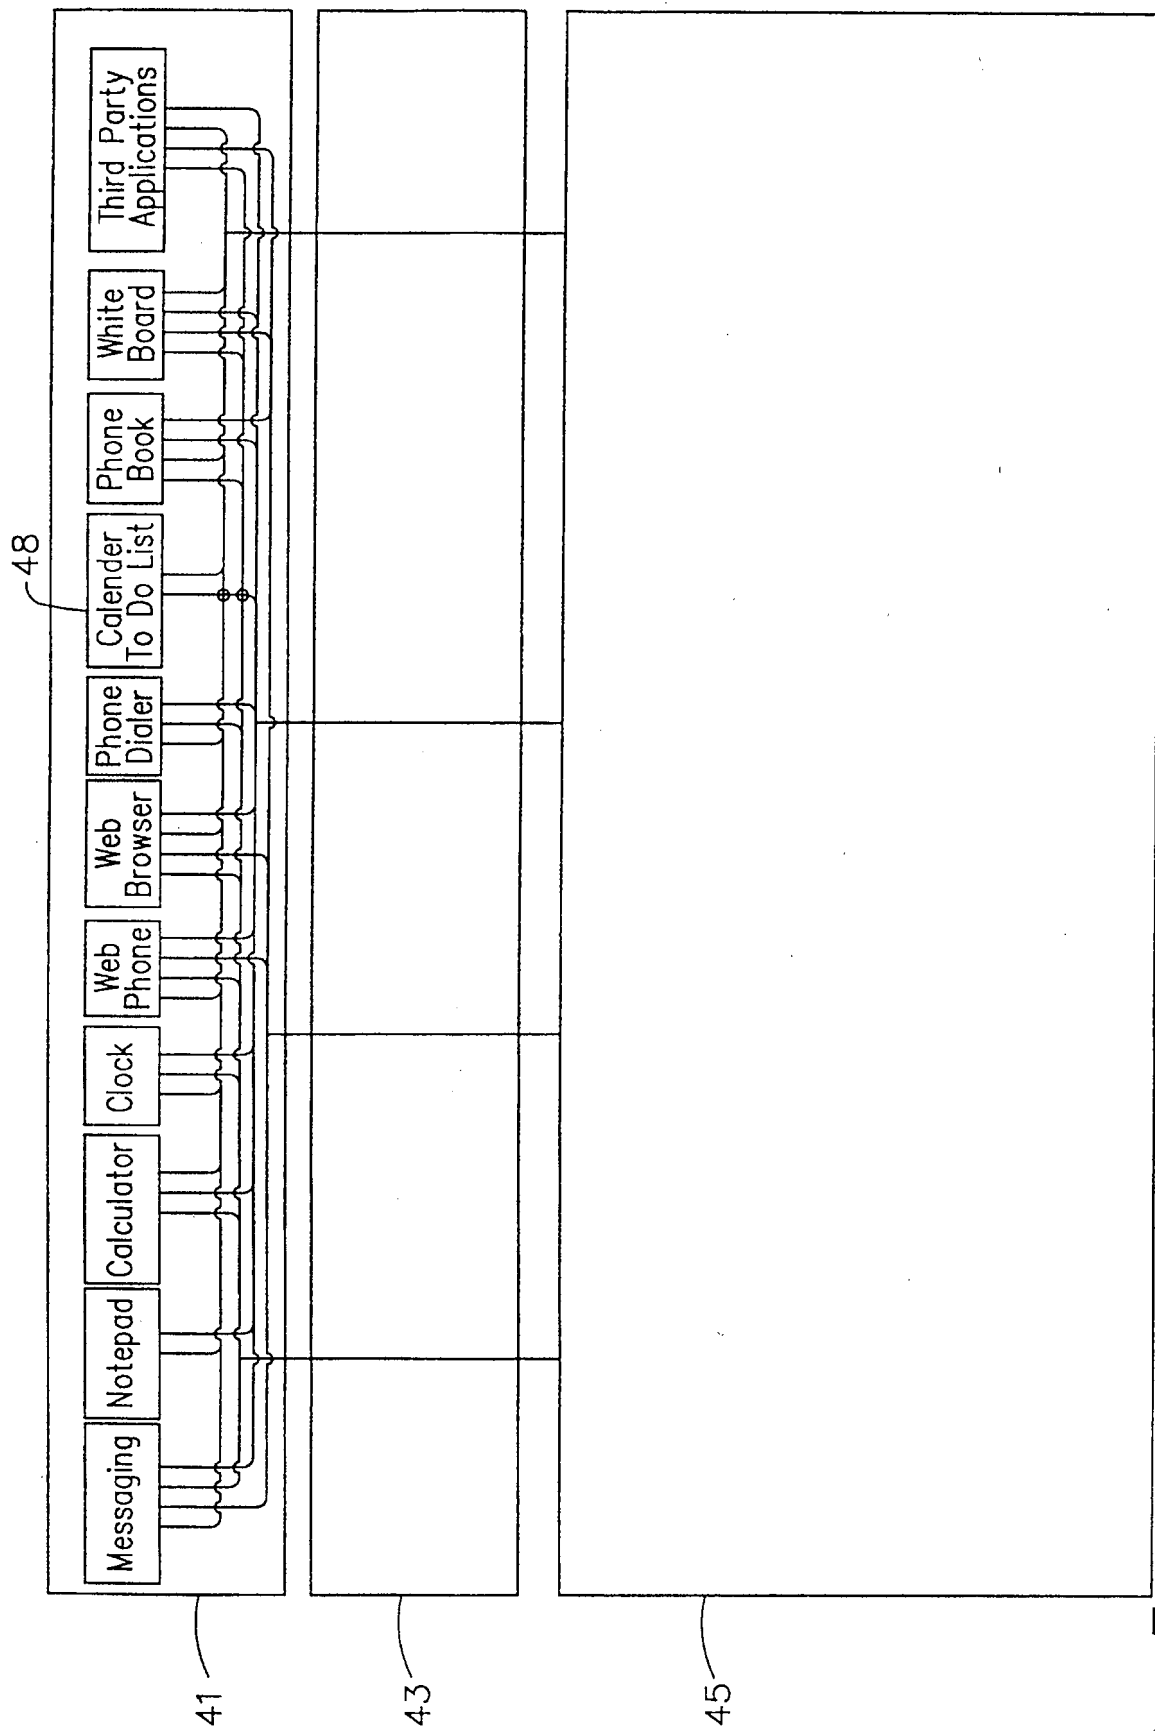 48
Messaging
Notepad
Calculator
Clock
Web
Phone
Web
Browser
Phone
Dialer
Calender
To Do List
Phone
Book
White
Board
Third Party
Applications
41
43
45